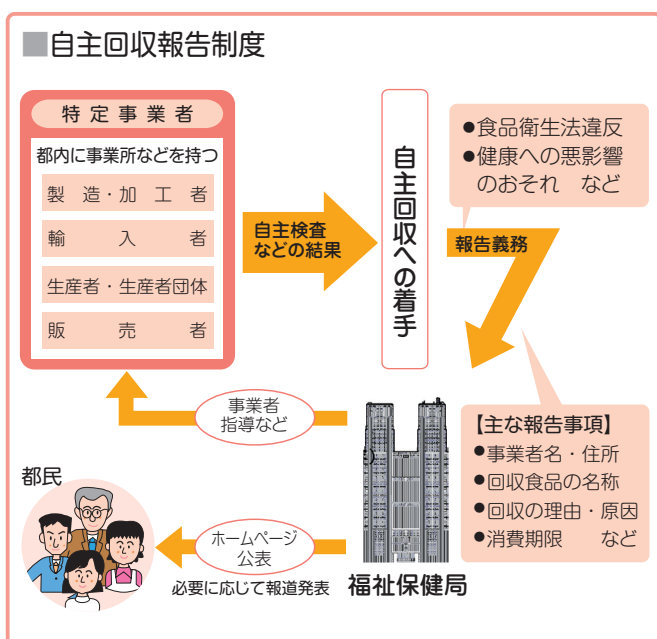 ■自主回収報告制度
特定事業者
都内に事業所などを持つ
製造・加工者
輸入者
生産者・生産者団体
販売者
自主検査
などの結果
自主回収への着手
●食品衛生法違反
●健康への悪影響
のおそれ など
報告義務
事業者
指導など
【主な報告事項】
●事業者名・住所
●回収食品の名称
●回収の理由・原因
●消費期限 など
都民
ホームページ
公表
必要に応じて報道発表
福祉保健局